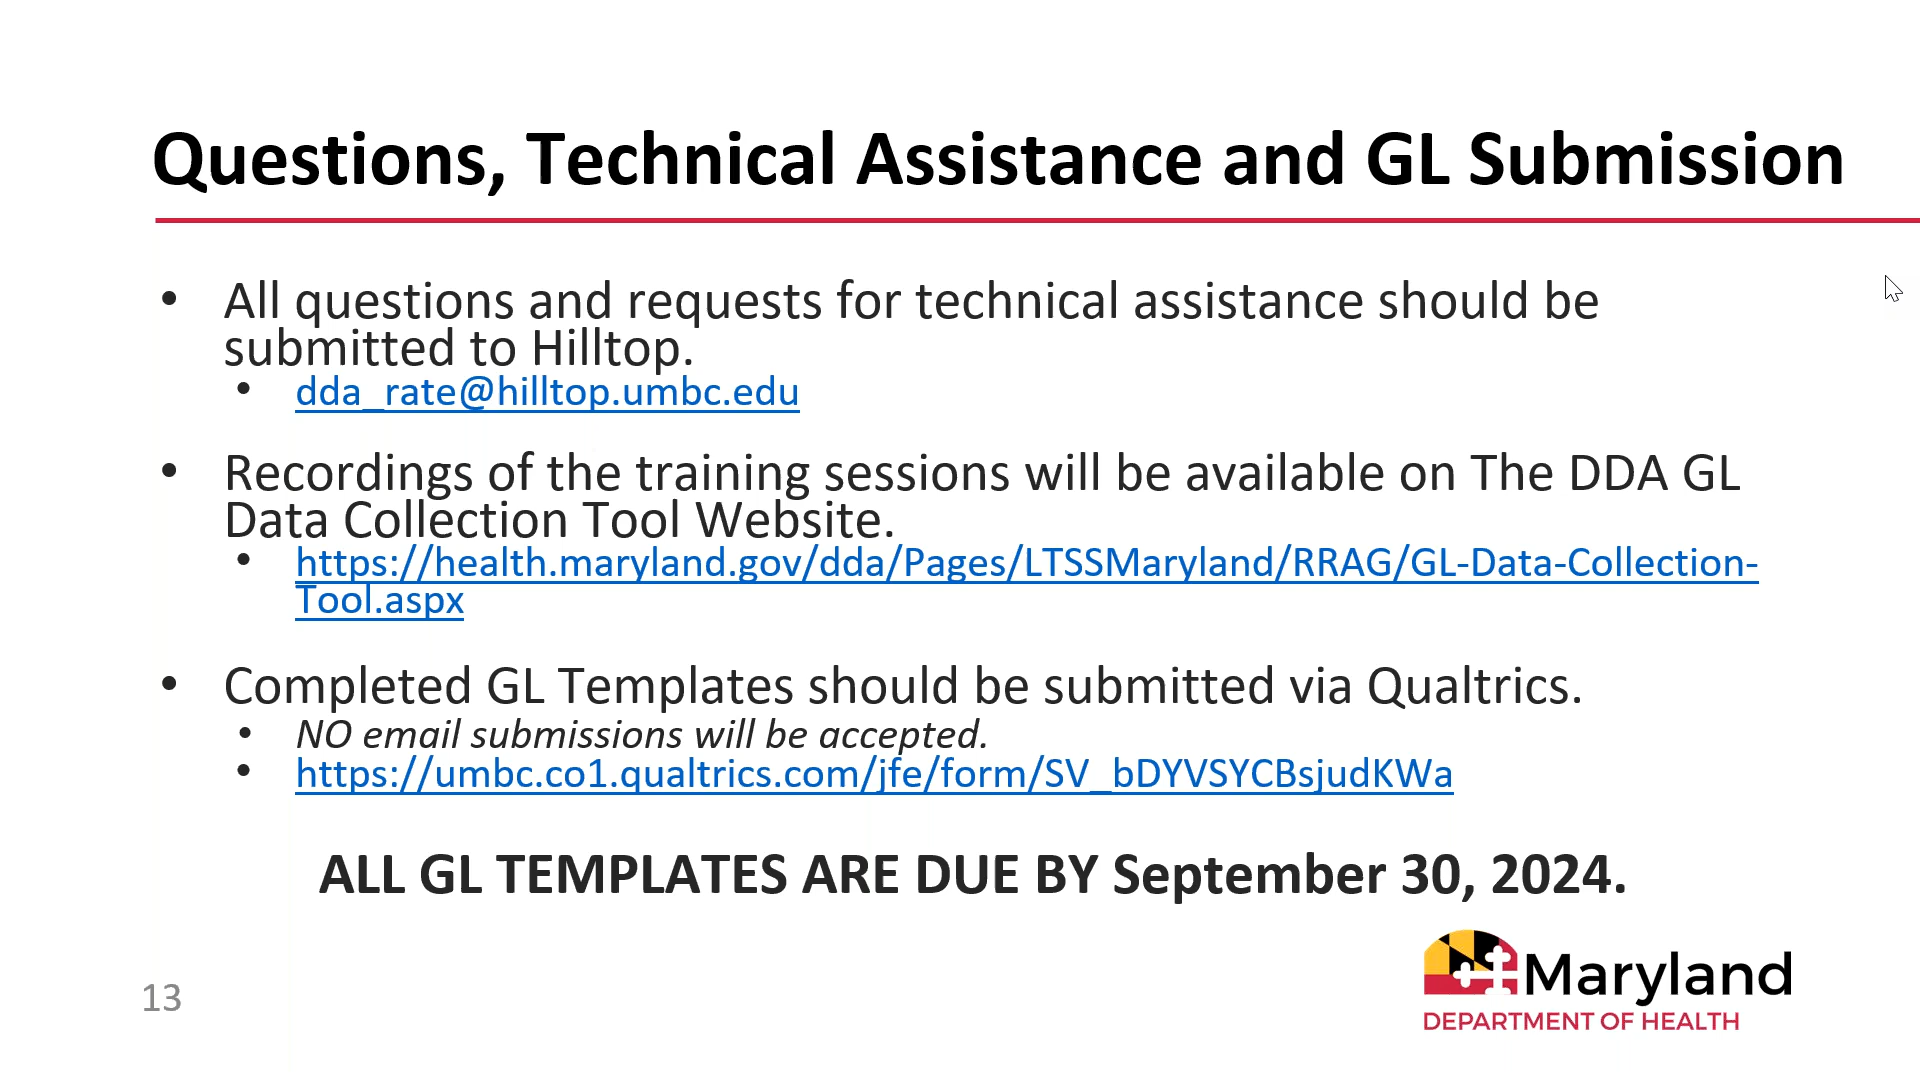 Questions, Technical Assistance and GL Submission
• All questions and requests for technical assistance should be
submitted to Hilltop.
• dda_rate@hilltop.umbc.edu
• Recordings of the training sessions will be available on The DDA GL
Data Collection Tool Website.
• https://health.maryland.gov/dda/Pages/LTSSMaryland/RRAG/GL-Data-Collection-
Tool.aspx
• Completed GL Templates should be submitted via Qualtrics.
• NO email submissions will be accepted.
• https://umbc.co1.qualtrics.com/jfe/form/SV_bDYVSYCBsjudKWa
ALL GL TEMPLATES ARE DUE BY September 30, 2024.
Maryland
DEPARTMENT OF HEALTH
13